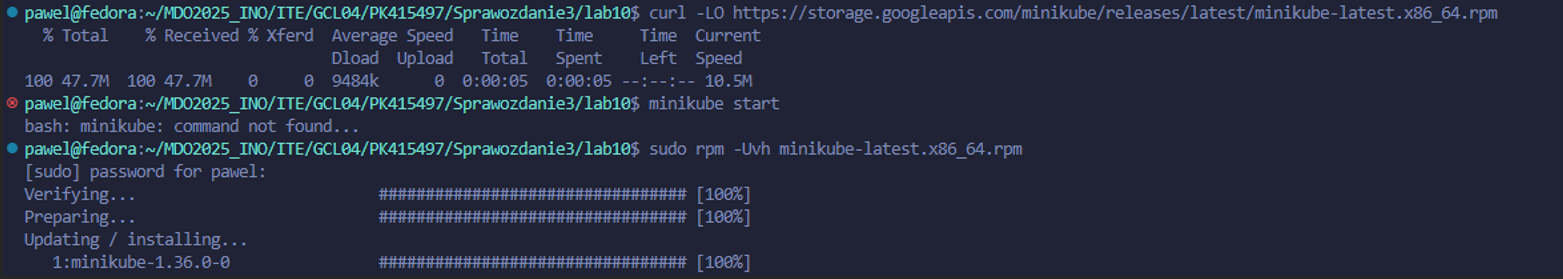 pawel@fedora:~/MDO2025_INO/ITE/GCL04/PK415497/Sprawozdanie3/lab10$ curl -LO https://storage.googleapis.com/minikube/releases/latest/minikube-latest.x86_64.rpm
  % Total    % Received % Xferd  Average Speed   Time    Time     Time  Current
                                 Dload  Upload   Total   Spent    Left  Speed
100 47.7M  100 47.7M    0     0  9484k      0  0:00:05  0:00:05 --:--:-- 10.5M
pawel@fedora:~/MDO2025_INO/ITE/GCL04/PK415497/Sprawozdanie3/lab10$ minikube start
bash: minikube: command not found...
pawel@fedora:~/MDO2025_INO/ITE/GCL04/PK415497/Sprawozdanie3/lab10$ sudo rpm -Uvh minikube-latest.x86_64.rpm
[sudo] password for pawel:
Verifying...                          ################################# [100%]
Preparing...                          ################################# [100%]
Updating / installing...
   1:minikube-1.36.0-0                ################################# [100%]